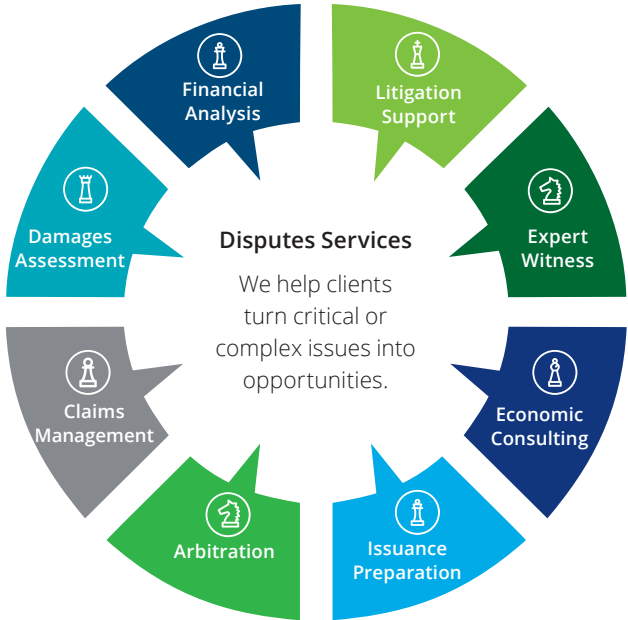 Financial
Analysis
Litigation
Support
Damages
Assessment
Expert
Witness
Disputes Services
We help clients
turn critical or
complex issues into
opportunities.
Claims
Management
Economic
Consulting
Arbitration
Issuance
Preparation